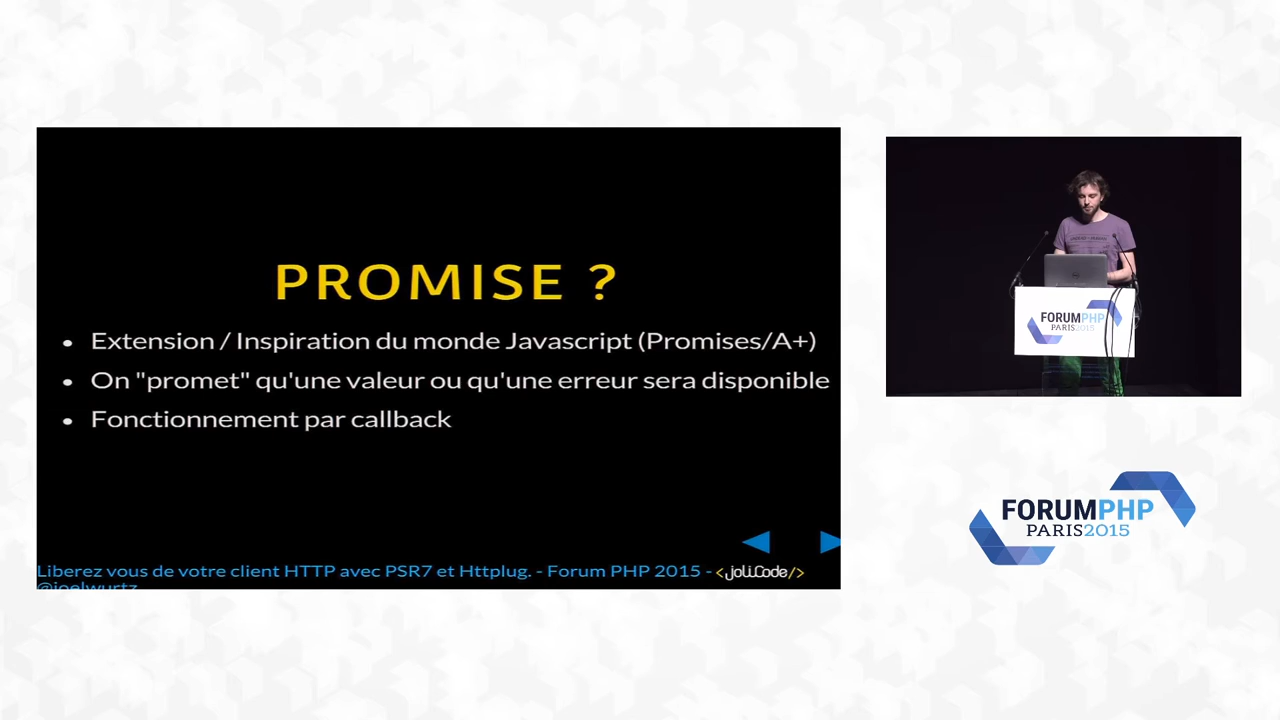 PROMISE ?
• Extension / Inspiration du monde Javascript (Promises/A+)
• On "promet" qu'une valeur ou qu'une erreur sera disponible
• Fonctionnement par callback
Liberez vous de votre client HTTP avec PSR7 et Httplug. - Forum PHP 2015 -
@joelwurtz
<joliCode/>
FORUMPHP
PARIS2015
FORUMPHP
PARIS2015